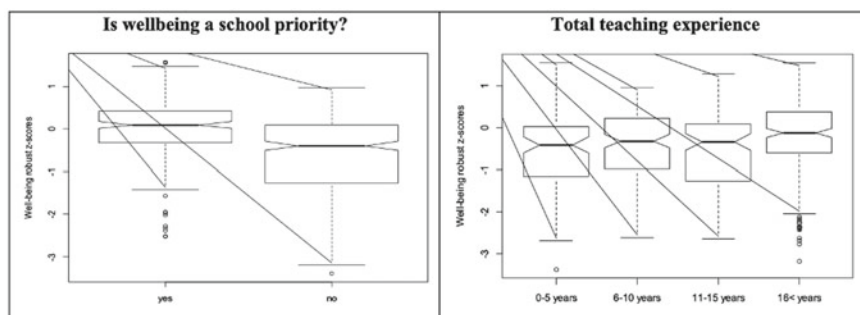 Is wellbeing a school priority?
Well-being robust z-scores
1
0
-1
-2
-3
yes no
Total teaching experience
Well-being robust z-scores
1
0
-1
-2
-3
0-5 years 6-10 years 11-15 years 16< years